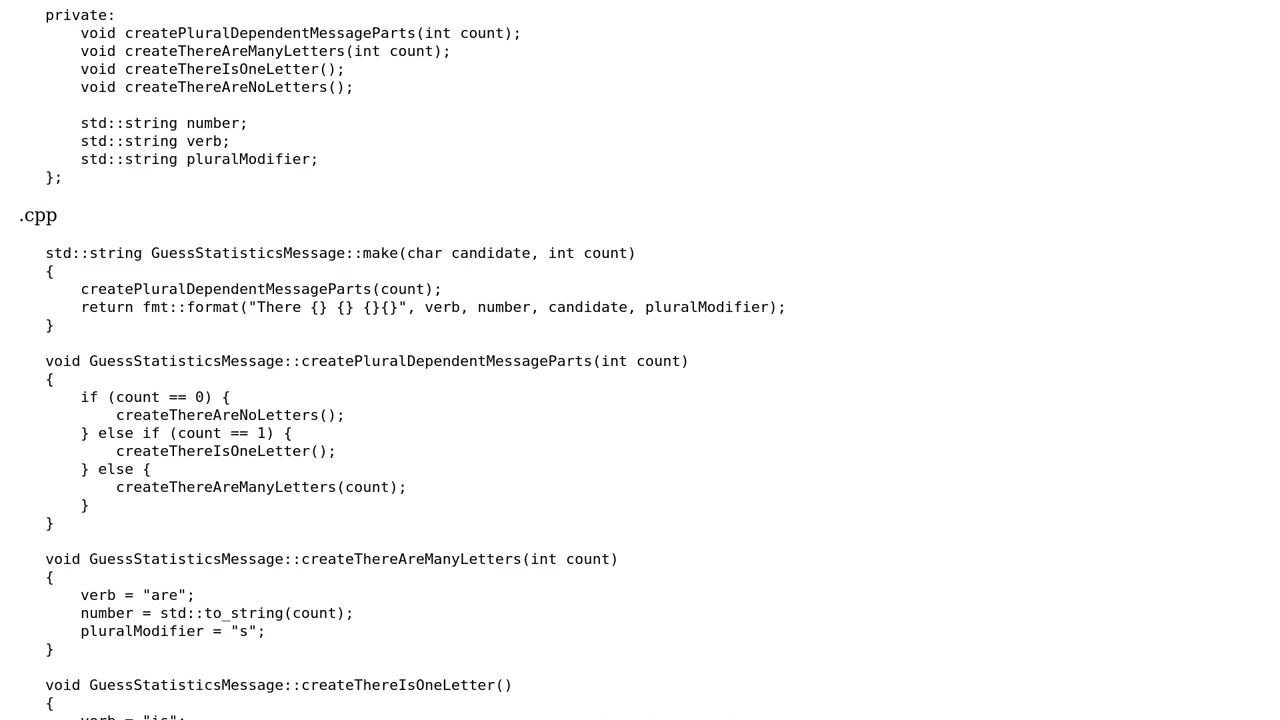 private:
    void createPluralDependentMessageParts(int count);
    void createThereAreManyLetters(int count);
    void createThereIsOneLetter();
    void createThereAreNoLetters();

    std::string number;
    std::string verb;
    std::string pluralModifier;
};
.cpp
std::string GuessStatisticsMessage::make(char candidate, int count)
{
    createPluralDependentMessageParts(count);
    return fmt::format("There {} {} {}{}", verb, number, candidate, pluralModifier);
}

void GuessStatisticsMessage::createPluralDependentMessageParts(int count)
{
    if (count == 0) {
        createThereAreNoLetters();
    } else if (count == 1) {
        createThereIsOneLetter();
    } else {
        createThereAreManyLetters(count);
    }
}

void GuessStatisticsMessage::createThereAreManyLetters(int count)
{
    verb = "are";
    number = std::to_string(count);
    pluralModifier = "s";
}

void GuessStatisticsMessage::createThereIsOneLetter()
{
    verb = "is";